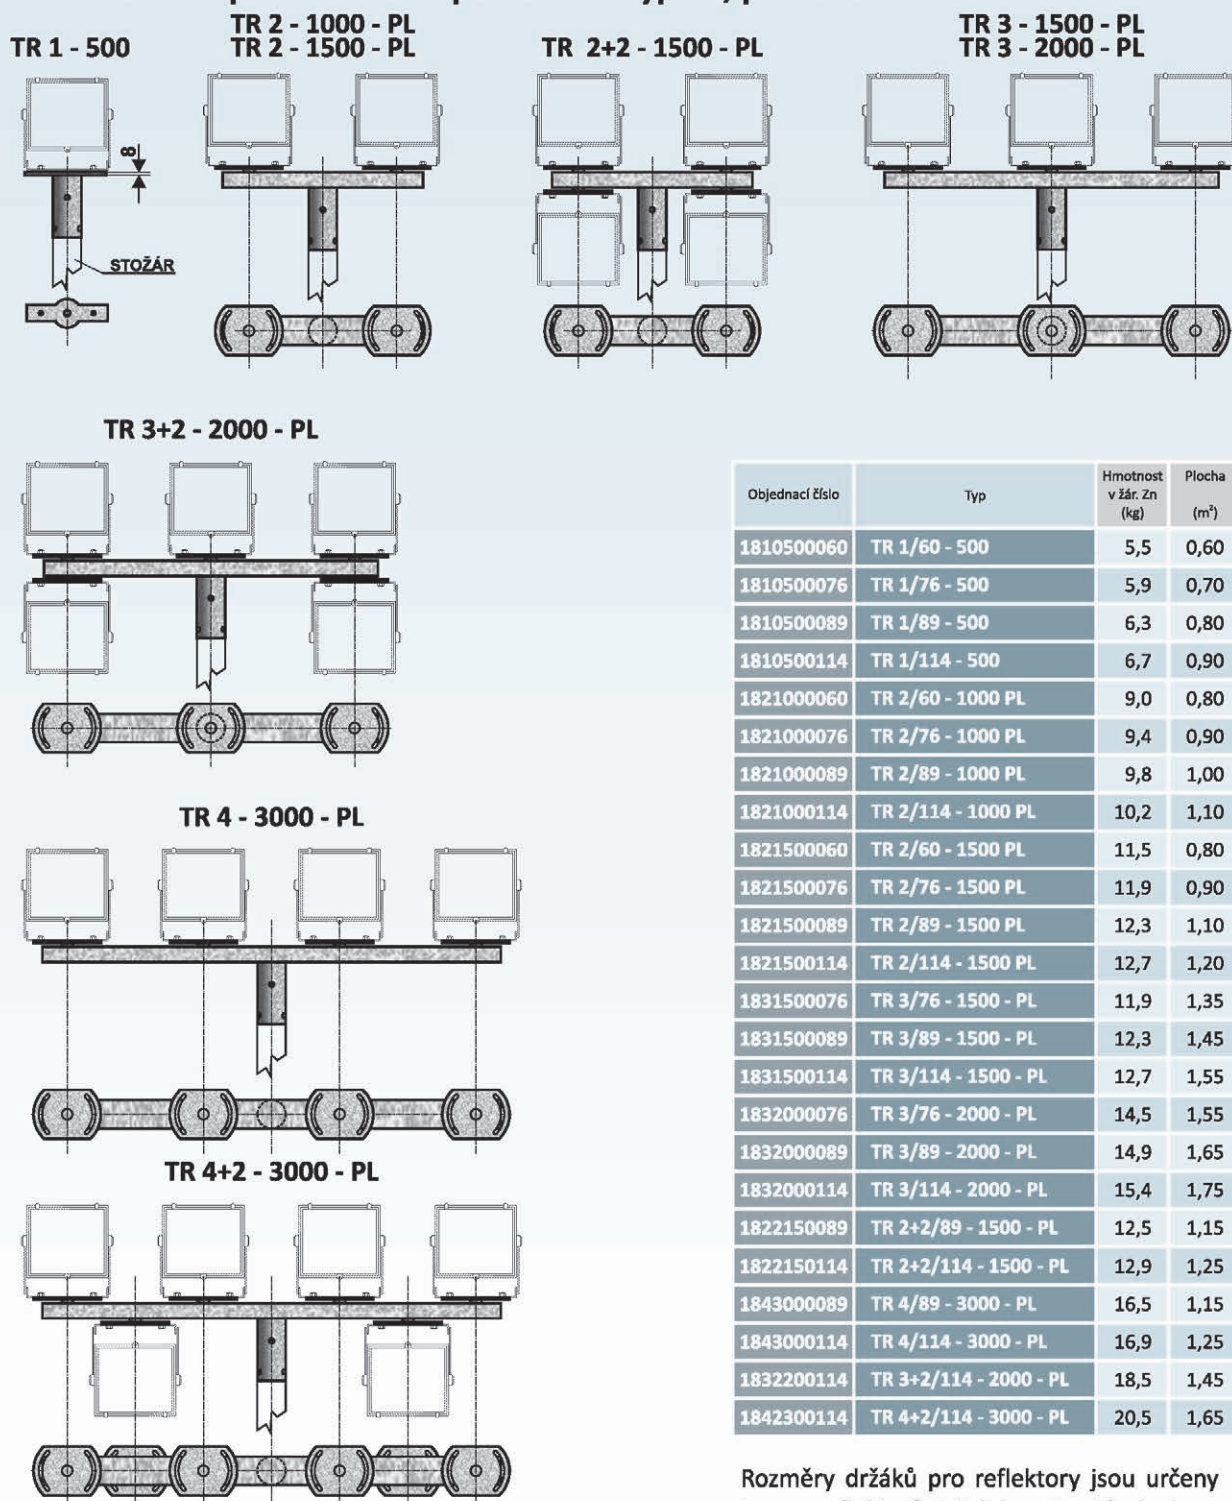 TR 1 - 500
TR 2 - 1000 - PL
TR 2 - 1500 - PL
TR 2+2 - 1500 - PL
TR 3 - 1500 - PL
TR 3 - 2000 - PL
8
STOŽÁR
TR 3+2 - 2000 - PL
TR 4 - 3000 - PL
TR 4+2 - 3000 - PL
Objednací číslo Typ Hmotnost v žár. Zn (kg) Plocha (m²)
1810500060 TR 1/60 - 500 5,5 0,60
1810500076 TR 1/76 - 500 5,9 0,70
1810500089 TR 1/89 - 500 6,3 0,80
1810500114 TR 1/114 - 500 6,7 0,90
1821000060 TR 2/60 - 1000 PL 9,0 0,80
1821000076 TR 2/76 - 1000 PL 9,4 0,90
1821000089 TR 2/89 - 1000 PL 9,8 1,00
1821000114 TR 2/114 - 1000 PL 10,2 1,10
1821500060 TR 2/60 - 1500 PL 11,5 0,80
1821500076 TR 2/76 - 1500 PL 11,9 0,90
1821500089 TR 2/89 - 1500 PL 12,3 1,10
1821500114 TR 2/114 - 1500 PL 12,7 1,20
1831500076 TR 3/76 - 1500 - PL 11,9 1,35
1831500089 TR 3/89 - 1500 - PL 12,3 1,45
1831500114 TR 3/114 - 1500 - PL 12,7 1,55
1832000076 TR 3/76 - 2000 - PL 14,5 1,55
1832000089 TR 3/89 - 2000 - PL 14,9 1,65
1832000114 TR 3/114 - 2000 - PL 15,4 1,75
1822150089 TR 2+2/89 - 1500 - PL 12,5 1,15
1822150114 TR 2+2/114 - 1500 - PL 12,9 1,25
1843000089 TR 4/89 - 3000 - PL 16,5 1,15
1843000114 TR 4/114 - 3000 - PL 16,9 1,25
1832200114 TR 3+2/114 - 2000 - PL 18,5 1,45
1842300114 TR 4+2/114 - 3000 - PL 20,5 1,65
Rozměry držáků pro reflektory jsou určeny